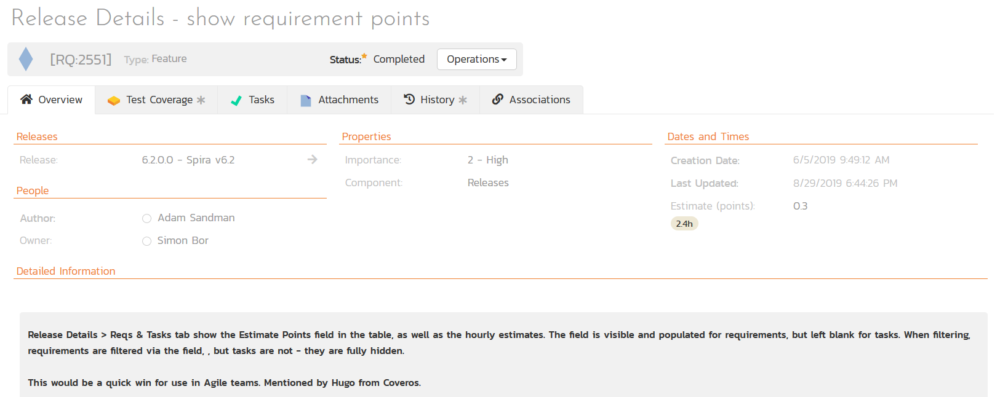 Release Details - show requirement points
[RQ:2551] Type: Feature Status: Completed Operations
Overview Test Coverage * Tasks Attachments History * Associations
Releases Properties Dates and Times
Release: 6.2.0.0 - Spira v6.2 Importance: 2 - High Creation Date: 6/5/2019 9:49:12 AM
Component: Releases Last Updated: 8/29/2019 6:44:26 PM
People
Estimate (points): 0.3
Author: Adam Sandman 2.4h
Owner: Simon Bor
Detailed Information
Release Details > Reqs & Tasks tab show the Estimate Points field in the table, as well as the hourly estimates. The field is visible and populated for requirements, but left blank for tasks. When filtering,
requirements are filtered via the field, , but tasks are not - they are fully hidden.
This would be a quick win for use in Agile teams. Mentioned by Hugo from Coveros.